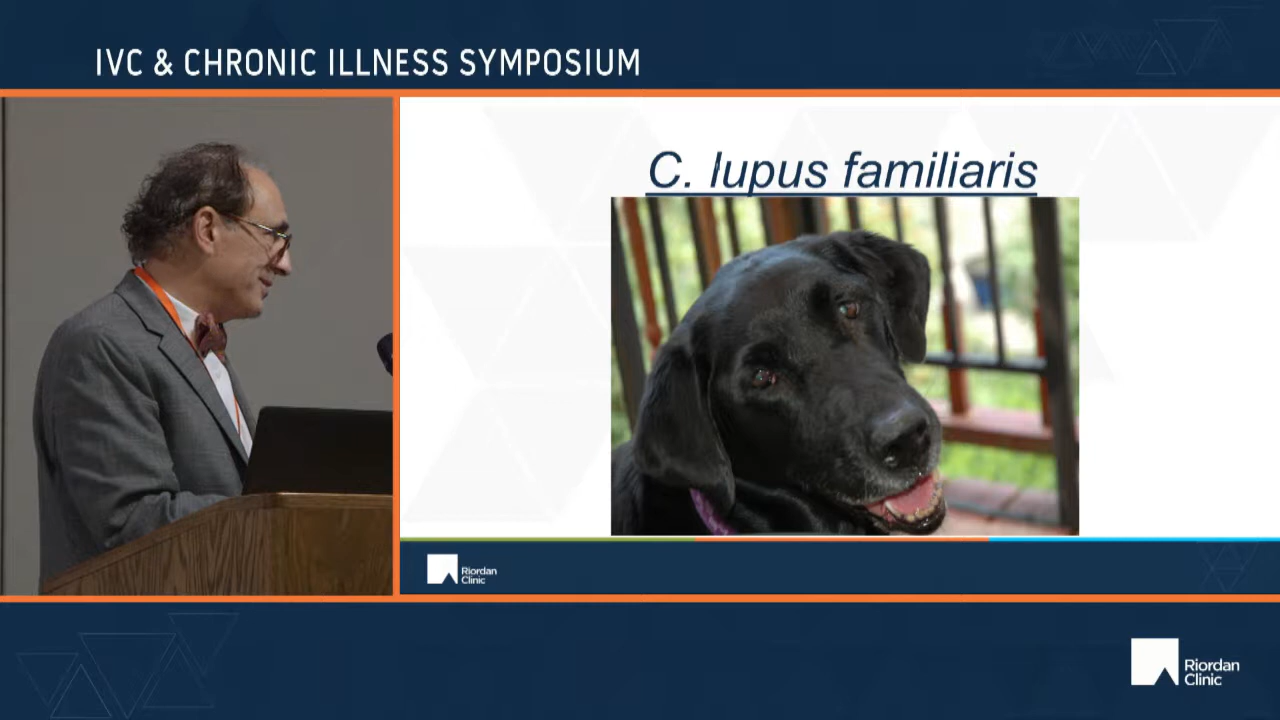 IVC & CHRONIC ILLNESS SYMPOSIUM
C. lupus familiaris
Riordan
Clinic
Riordan
Clinic